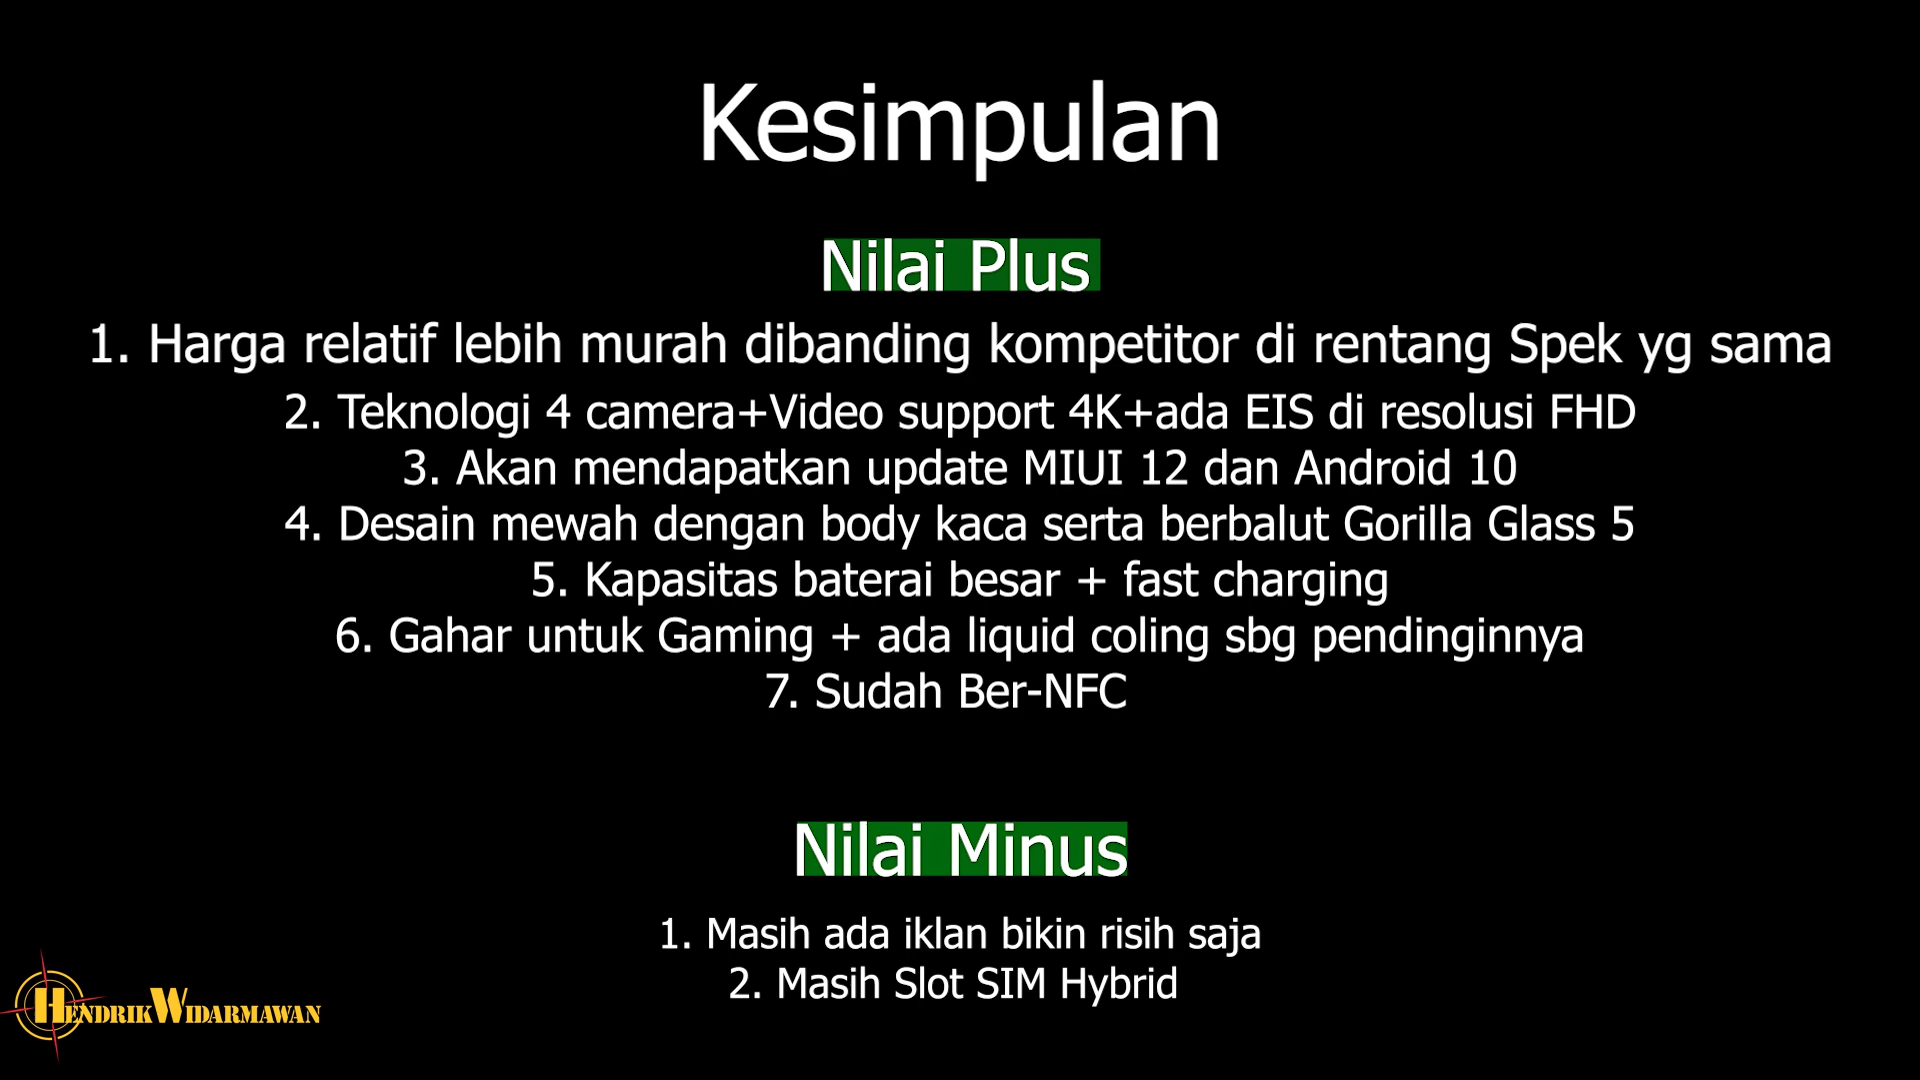 Kesimpulan
Nilai Plus
1. Harga relatif lebih murah dibanding kompetitor di rentang Spek yg sama
2. Teknologi 4 camera+Video support 4K+ada EIS di resolusi FHD
3. Akan mendapatkan update MIUI 12 dan Android 10
4. Desain mewah dengan body kaca serta berbalut Gorilla Glass 5
5. Kapasitas baterai besar + fast charging
6. Gahar untuk Gaming + ada liquid coling sbg pendinginnya
7. Sudah Ber-NFC
Nilai Minus
1. Masih ada iklan bikin risih saja
2. Masih Slot SIM Hybrid
HENDRIKWIDARMAWAN